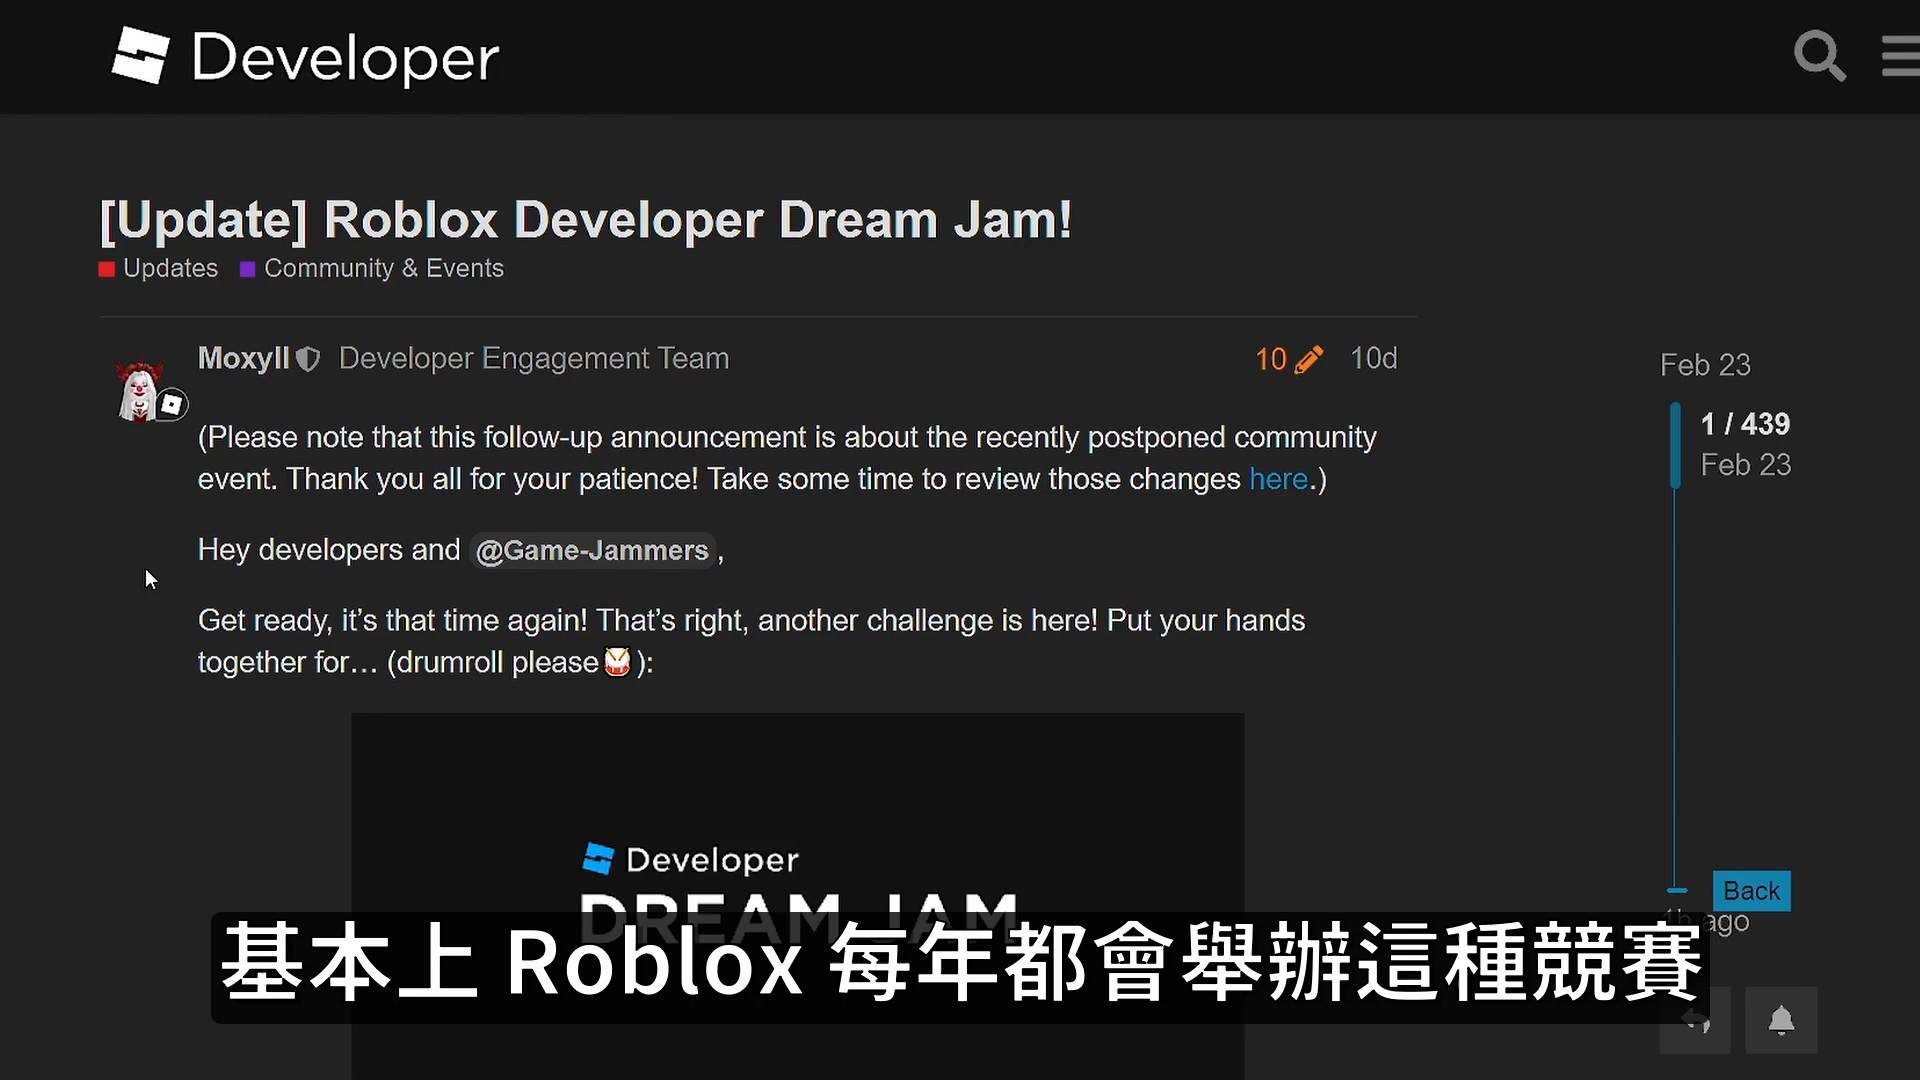 Developer
[Update] Roblox Developer Dream Jam!
Updates Community & Events
Moxyll Developer Engagement Team 10 10d
(Please note that this follow-up announcement is about the recently postponed community
event. Thank you all for your patience! Take some time to review those changes here.)
Hey developers and @Game-Jammers,
Get ready, it’s that time again! That’s right, another challenge is here! Put your hands
together for… (drumroll please🥁):
Developer
DREAM JAM
Feb 23
1 / 439
Feb 23
Back
1h ago
基本上 Roblox 每年都會舉辦這種競賽